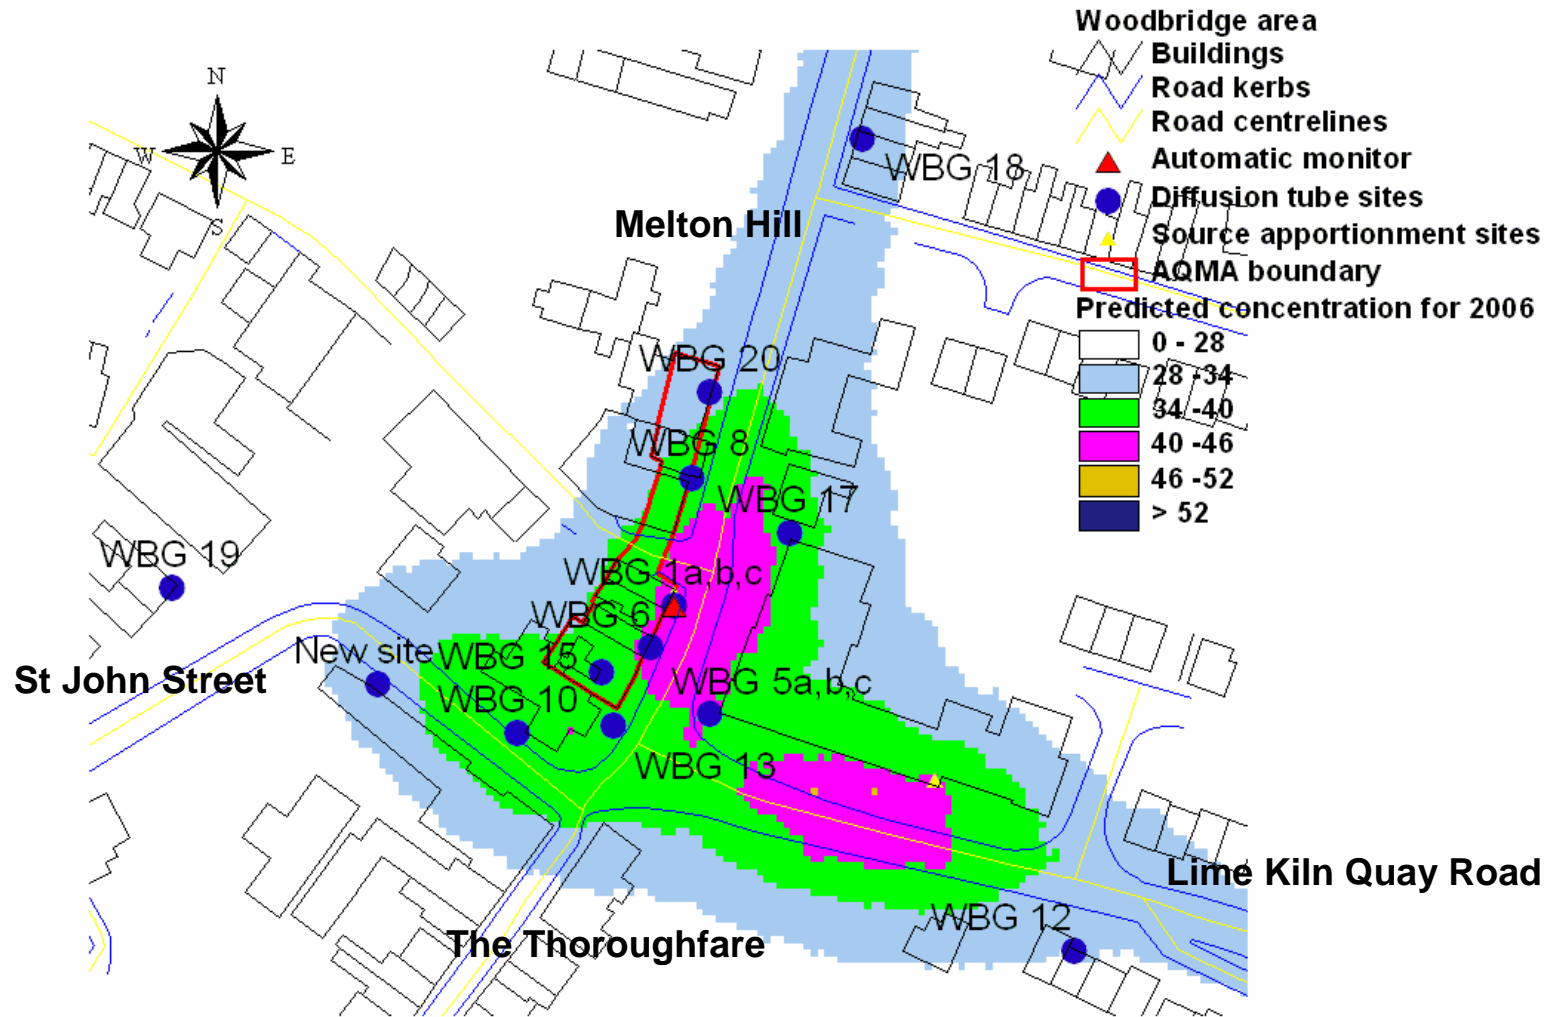 Woodbridge area
Buildings
Road kerbs
Road centrelines
Automatic monitor
Diffusion tube sites
Source apportionment sites
AQMA boundary
Predicted concentration for 2006
0 - 28
28 -34
34 -40
40 -46
46 -52
> 52
N
W
E
S
WBG 18
Melton Hill
WBG 20
WBG 8
WBG 17
WBG 19
WBG 1a,b,c
WBG 6
New site
WBG 15
St John Street
WBG 5a,b,c
WBG 10
WBG 13
Lime Kiln Quay Road
WBG 12
The Thoroughfare